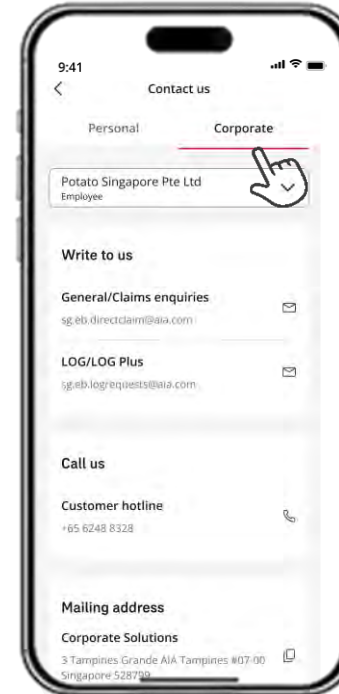 9:41
Contact us
Personal Corporate
Potato Singapore Pte Ltd
Employee
Write to us
General/Claims enquiries
sg.eb.directclaim@aia.com
LOG/LOG Plus
sg.eb.logrequests@aia.com
Call us
Customer hotline
+65 6248 8328
Mailing address
Corporate Solutions
3 Tampines Grande AIA Tampines #07-00
Singapore 528799